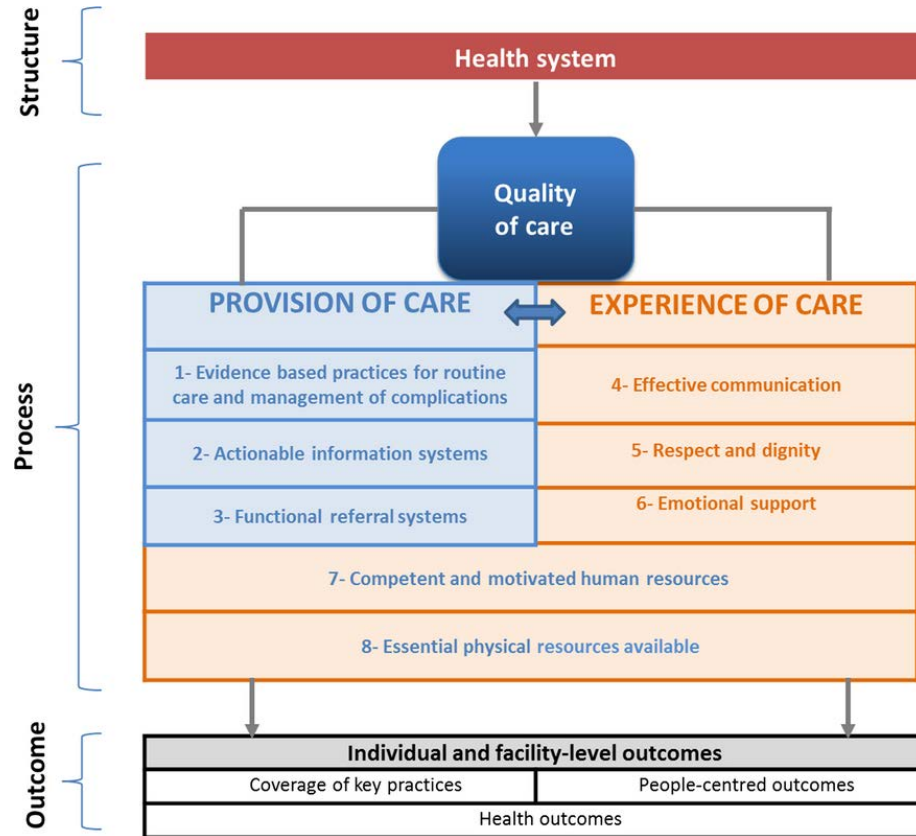 Structure
Health system
Process
Quality
of care
PROVISION OF CARE
EXPERIENCE OF CARE
1- Evidence based practices for routine
care and management of complications
2- Actionable information systems
3- Functional referral systems
4- Effective communication
5- Respect and dignity
6- Emotional support
7- Competent and motivated human resources
8- Essential physical resources available
Outcome
Individual and facility-level outcomes
Coverage of key practices
People-centred outcomes
Health outcomes